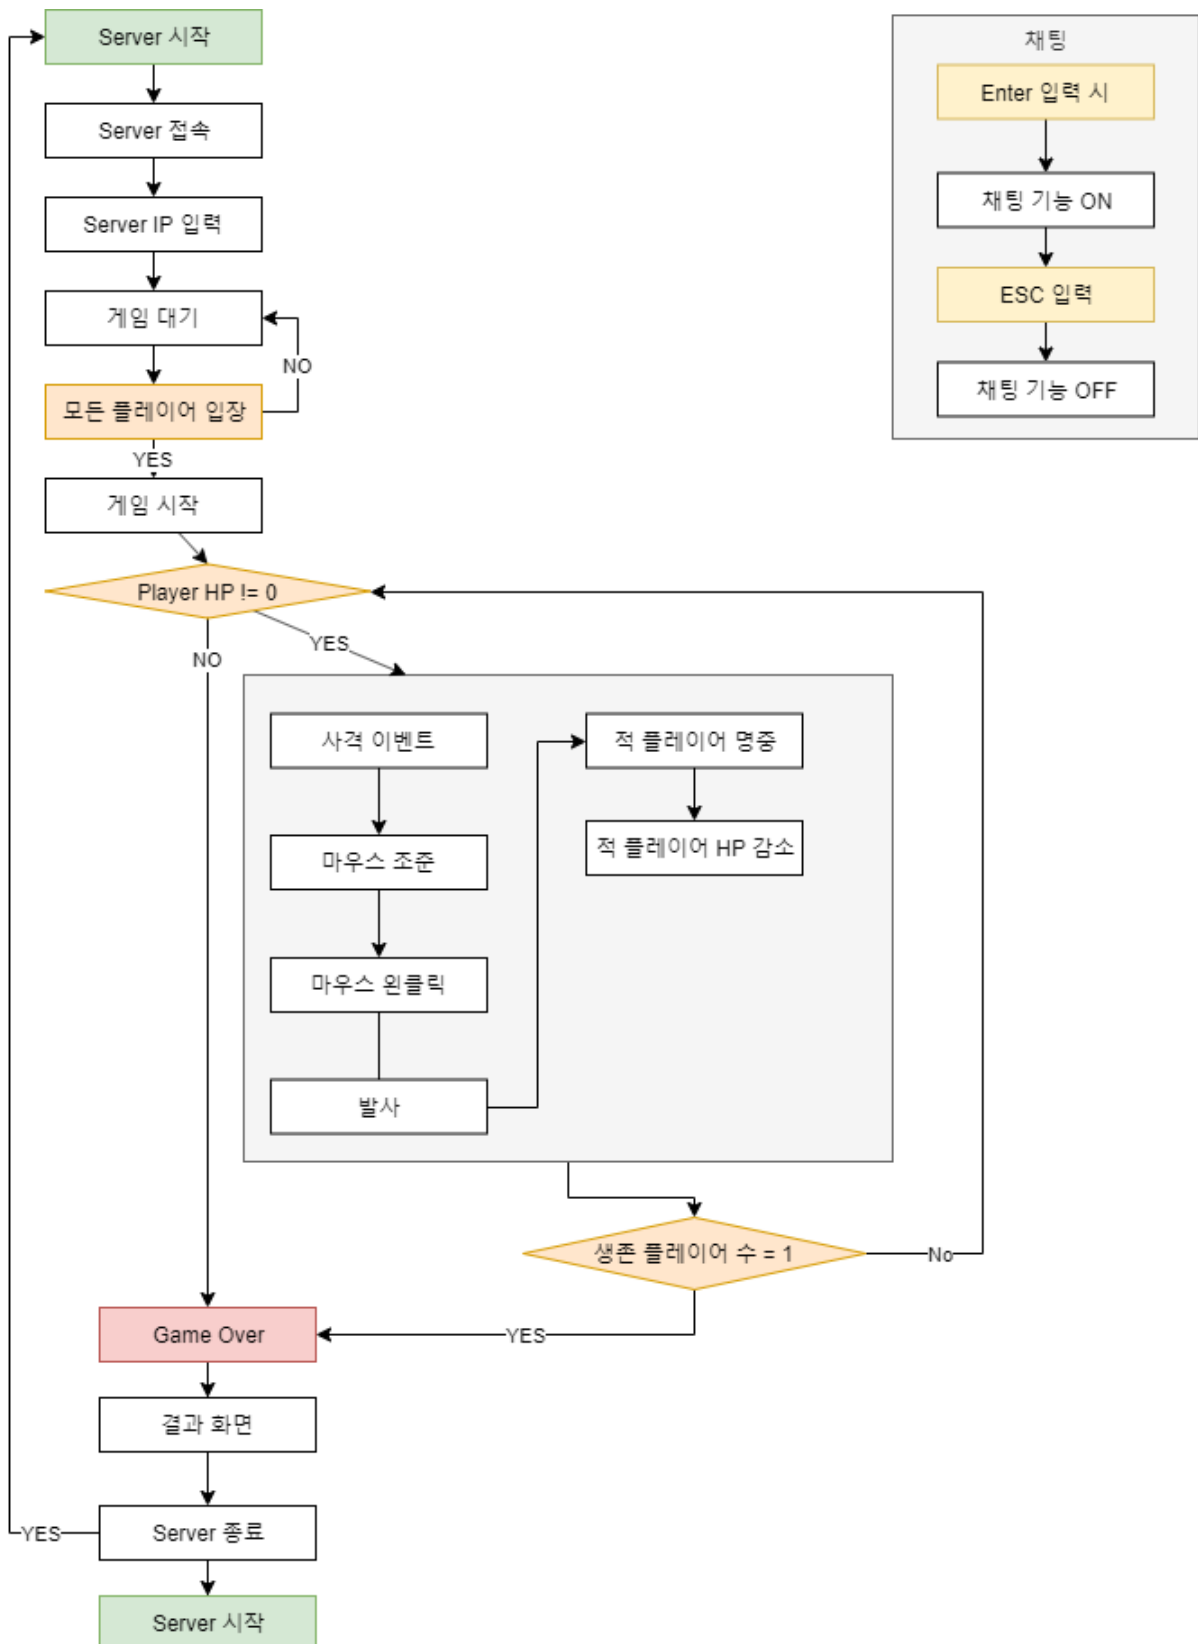 Server 시작
Server 접속
Server IP 입력
게임 대기
NO
모든 플레이어 입장
YES
게임 시작
Player HP != 0
NO
YES
사격 이벤트
마우스 조준
마우스 왼클릭
발사
적 플레이어 명중
적 플레이어 HP 감소
생존 플레이어 수 = 1
No
YES
Game Over
결과 화면
Server 종료
YES
Server 시작
채팅
Enter 입력 시
채팅 기능 ON
ESC 입력
채팅 기능 OFF